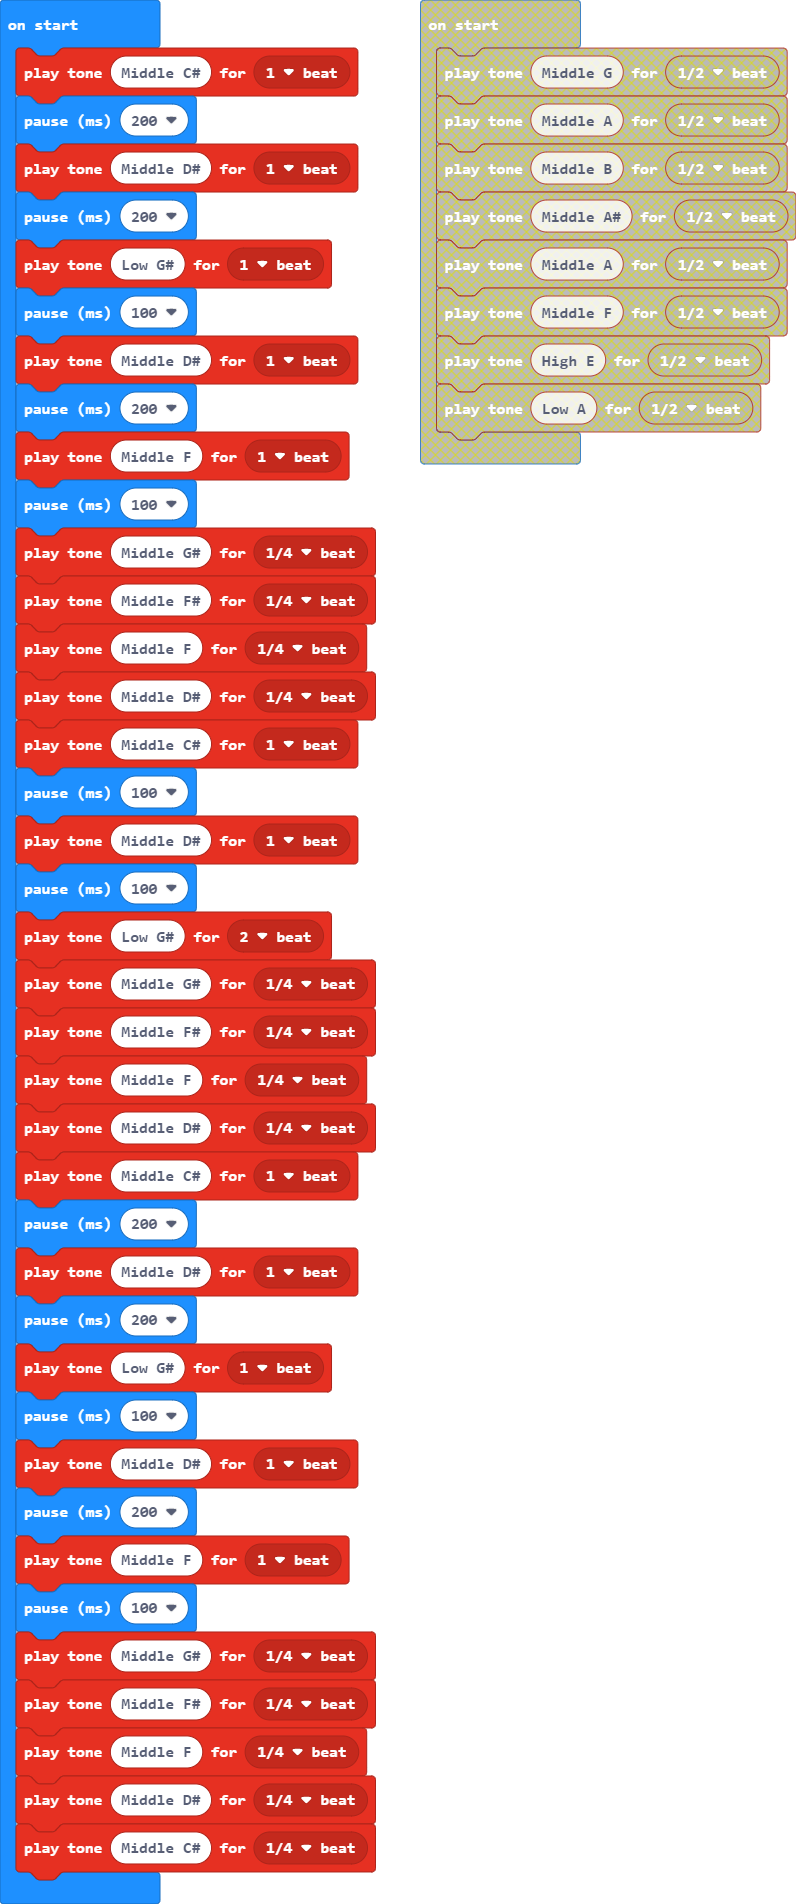 on start
play tone Middle C# for 1 beat
pause (ms) 200
play tone Middle D# for 1 beat
pause (ms) 200
play tone Low G# for 1 beat
pause (ms) 100
play tone Middle D# for 1 beat
pause (ms) 200
play tone Middle F for 1 beat
pause (ms) 100
play tone Middle G# for 1/4 beat
play tone Middle F# for 1/4 beat
play tone Middle F for 1/4 beat
play tone Middle D# for 1/4 beat
play tone Middle C# for 1 beat
pause (ms) 100
play tone Middle D# for 1 beat
pause (ms) 100
play tone Low G# for 2 beat
play tone Middle G# for 1/4 beat
play tone Middle F# for 1/4 beat
play tone Middle F for 1/4 beat
play tone Middle D# for 1/4 beat
play tone Middle C# for 1 beat
pause (ms) 200
play tone Middle D# for 1 beat
pause (ms) 200
play tone Low G# for 1 beat
pause (ms) 100
play tone Middle D# for 1 beat
pause (ms) 200
play tone Middle F for 1 beat
pause (ms) 100
play tone Middle G# for 1/4 beat
play tone Middle F# for 1/4 beat
play tone Middle F for 1/4 beat
play tone Middle D# for 1/4 beat
play tone Middle C# for 1/4 beat
on start
play tone Middle G for 1/2 beat
play tone Middle A for 1/2 beat
play tone Middle B for 1/2 beat
play tone Middle A# for 1/2 beat
play tone Middle A for 1/2 beat
play tone Middle F for 1/2 beat
play tone High E for 1/2 beat
play tone Low A for 1/2 beat